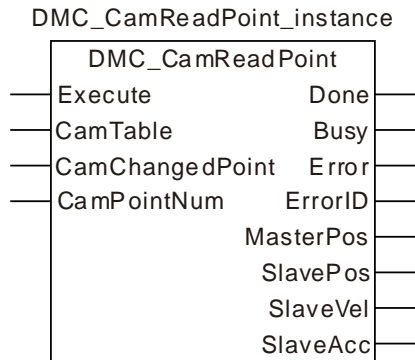 DMC_CamReadPoint_instance
DMC_CamReadPoint
Execute Done
CamTable Busy
CamChangedPoint Error
CamPointNum ErrorID
MasterPos
SlavePos
SlaveVel
SlaveAcc